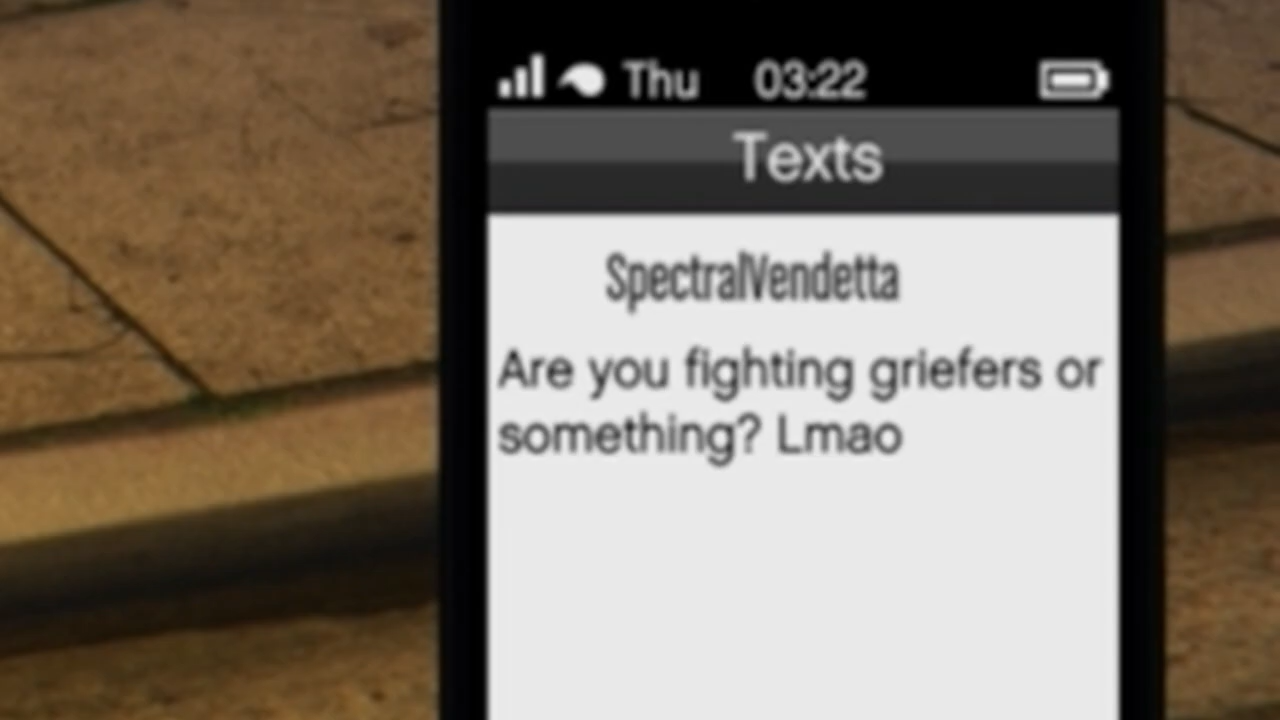 Thu 03:22
Texts
SpectralVendetta
Are you fighting griefers or
something? Lmao